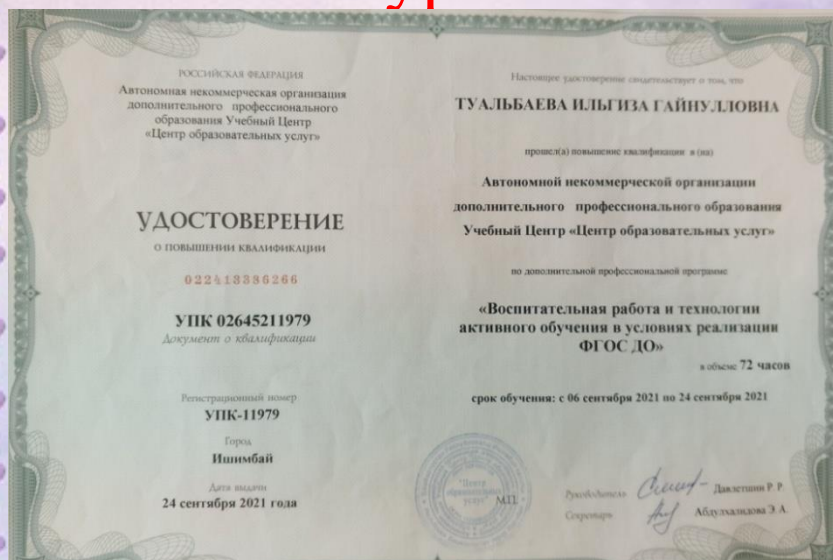 РОССИЙСКАЯ ФЕДЕРАЦИЯ
Автономная некоммерческая организация
дополнительного профессионального
образования Учебный Центр
«Центр образовательных услуг»
УДОСТОВЕРЕНИЕ
О ПОВЫШЕНИИ КВАЛИФИКАЦИИ
УПК 02645211979
Документ о квалификации
Регистрационный номер
УПК-11979
Город
Ишимбай
Дата выдачи
24 сентября 2021 года
Настоящее удостоверение свидетельствует о том, что
ТУАЛЬБАЕВА ИЛЬГИЗА ГАЙНУЛЛОВНА
прошел(а) повышение квалификации в (на)
Автономной некоммерческой организации
дополнительного профессионального образования
Учебный Центр «Центр образовательных услуг»
по дополнительной профессиональной программе
«Воспитательная работа и технологии
активного обучения в условиях реализации
ФГОС ДО»
в объеме 72 часов
срок обучения: с 06 сентября 2021 по 24 сентября 2021
"Центр
образовательных
услуг"
М.П.
Руководитель Давлетшин Р. Р.
Секретарь Абдулхалидова Э. А.